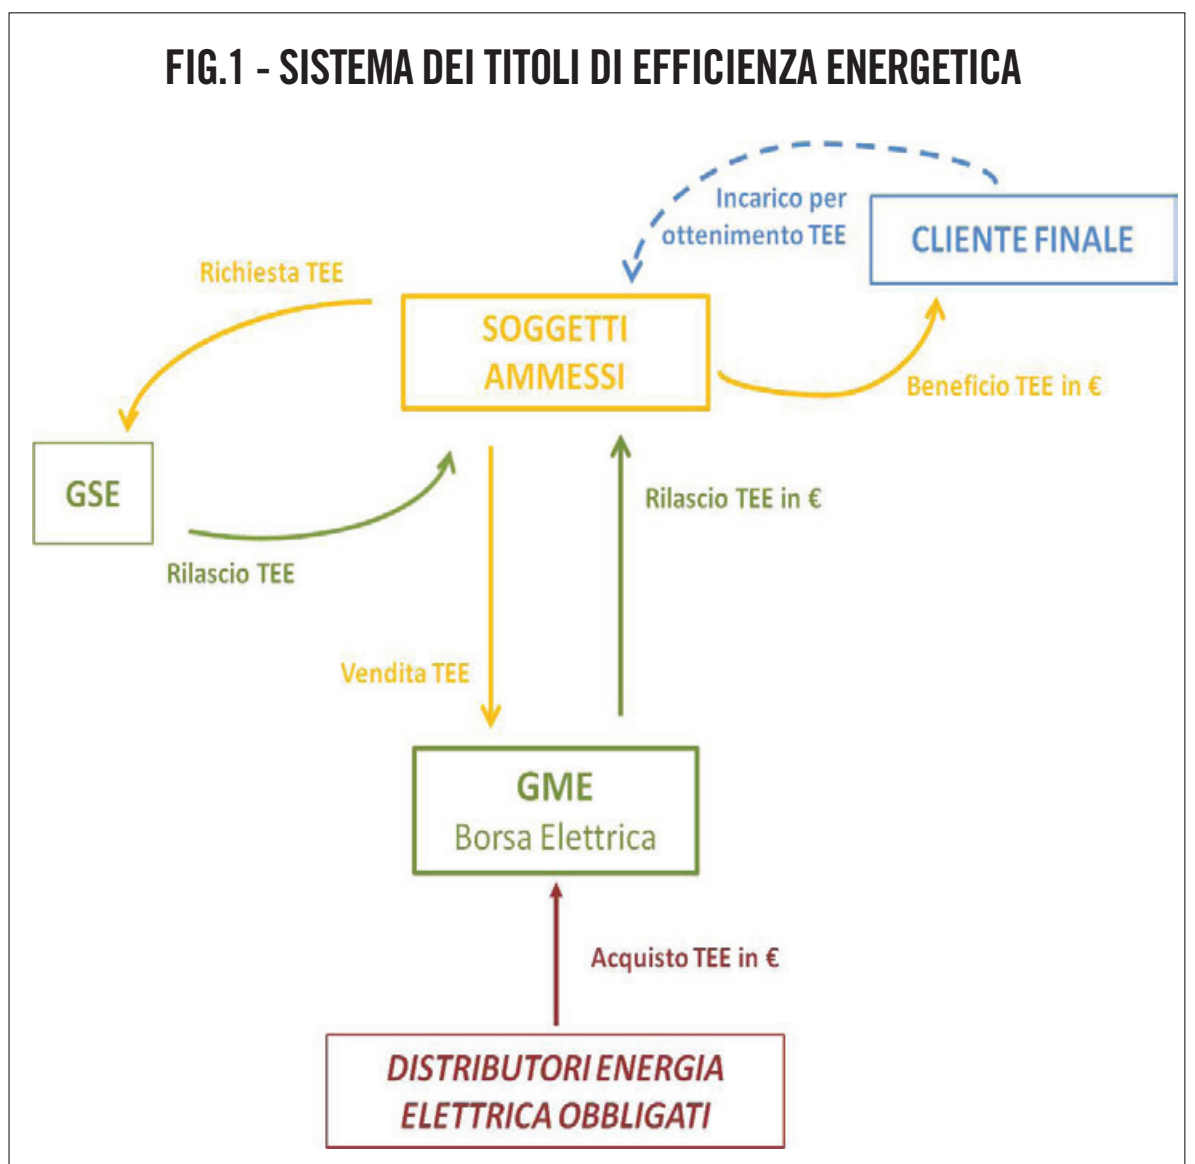 FIG.1 - SISTEMA DEI TITOLI DI EFFICIENZA ENERGETICA
Incarico per
ottenimento TEE
CLIENTE FINALE
Richiesta TEE
SOGGETTI
AMMESSI
Beneficio TEE in €
GSE
Rilascio TEE in €
Rilascio TEE
Vendita TEE
GME
Borsa Elettrica
Acquisto TEE in €
DISTRIBUTORI ENERGIA
ELETTRICA OBBLIGATI